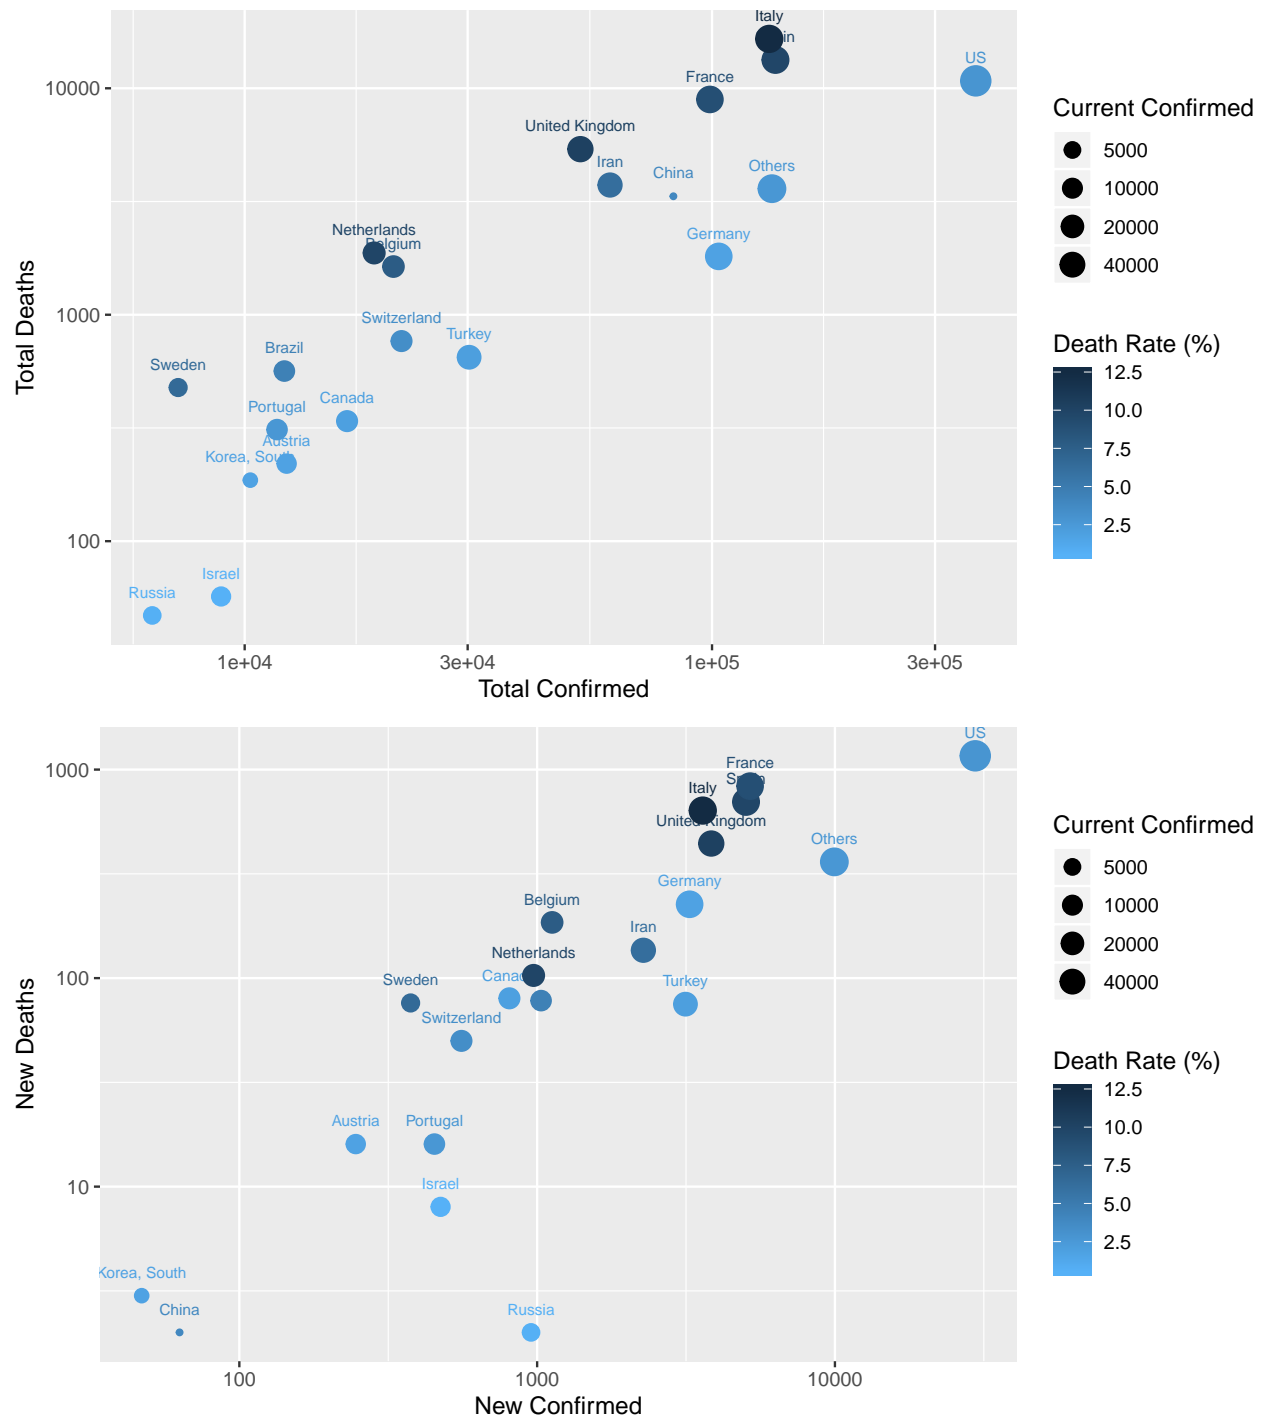 Italy
in
US
10000
France
United Kingdom
Iran
China
Others
Netherlands
Belgium
Germany
1000
Switzerland
Turkey
Brazil
Sweden
Canada
Portugal
Austria
Korea, South
100
Israel
Russia
1e+04
3e+04
1e+05
3e+05
Total Confirmed
Total Deaths
Current Confirmed
5000
10000
20000
40000
Death Rate (%)
12.5
10.0
7.5
5.0
2.5
US
1000
France
Spain
Italy
United Kingdom
Others
Germany
Belgium
Iran
Netherlands
100
Sweden
Canada
Turkey
Switzerland
Austria
Portugal
10
Israel
Korea, South
China
Russia
100
1000
10000
New Confirmed
New Deaths
Current Confirmed
5000
10000
20000
40000
Death Rate (%)
12.5
10.0
7.5
5.0
2.5